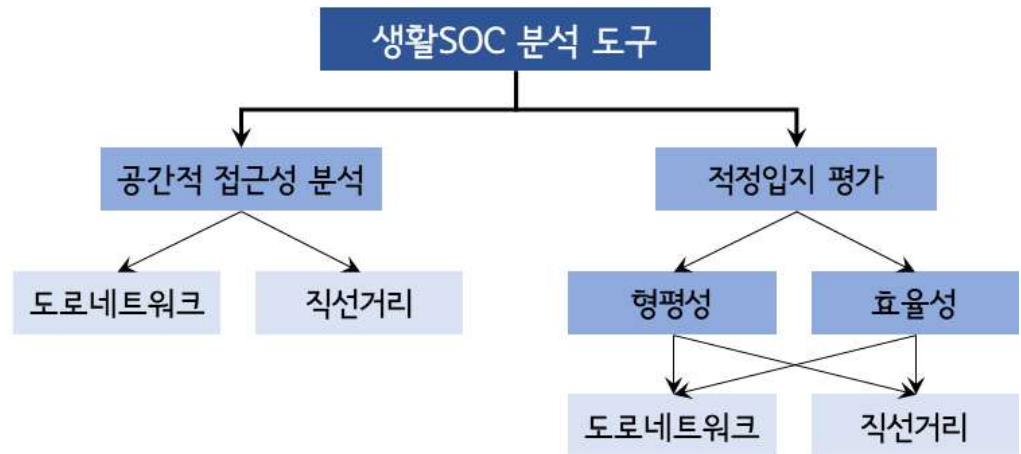 생활SOC 분석 도구
공간적 접근성 분석
적정입지 평가
도로네트워크
직선거리
형평성
효율성
도로네트워크
직선거리